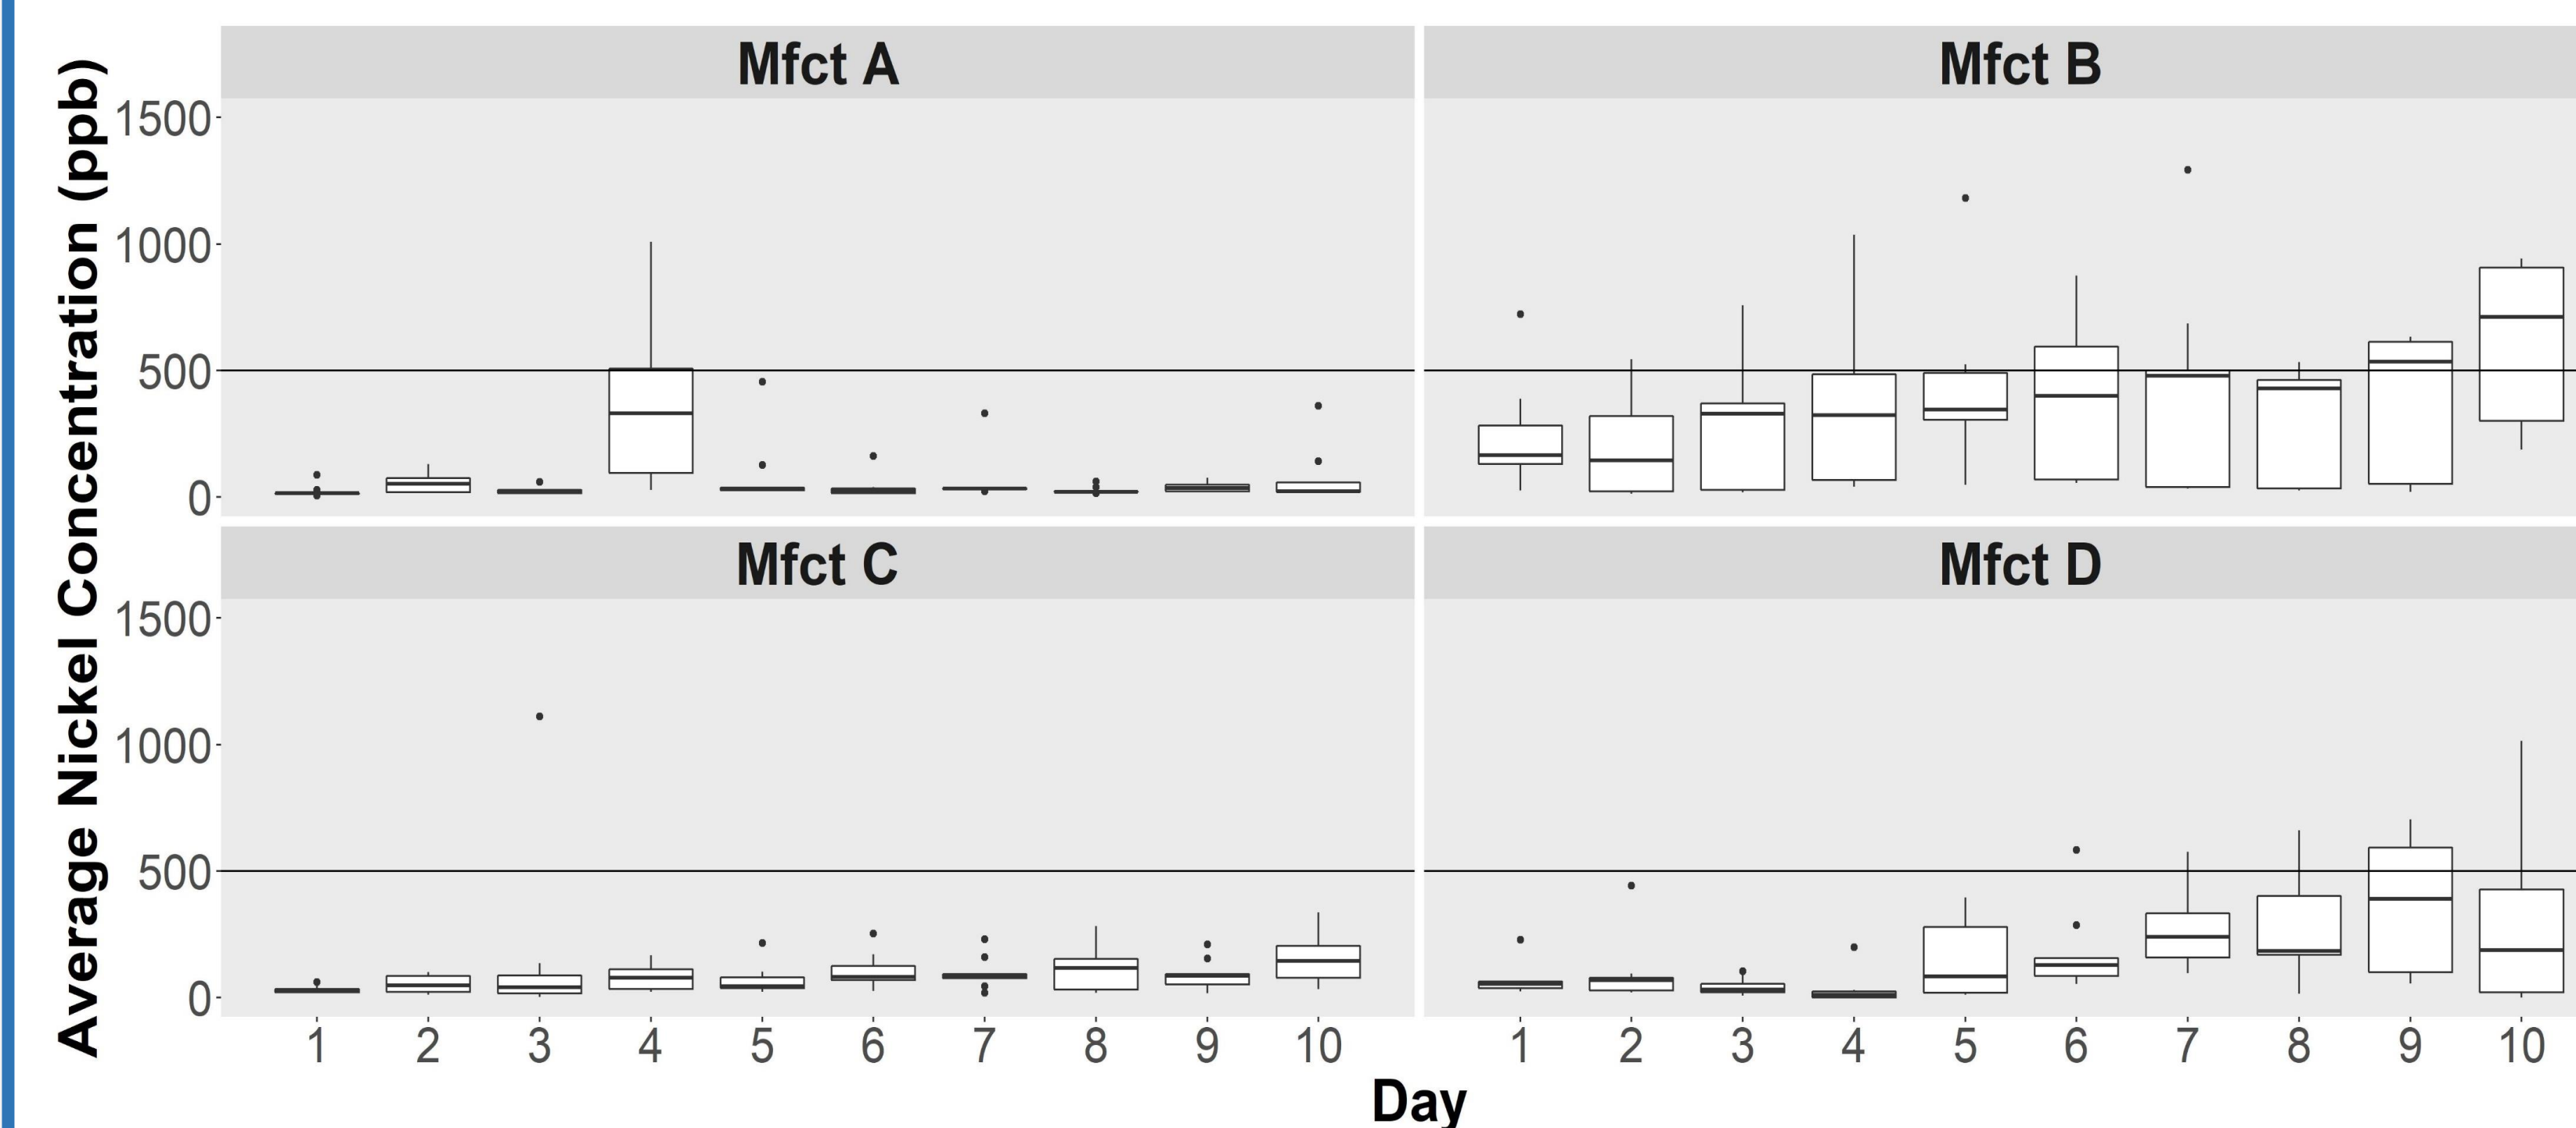 Average Nickel Concentration (ppb)
Mfct A
Mfct B
1500
1000
500
0
Mfct C
Mfct D
1500
1000
500
0
1 2 3 4 5 6 7 8 9 10 1 2 3 4 5 6 7 8 9 10
Day